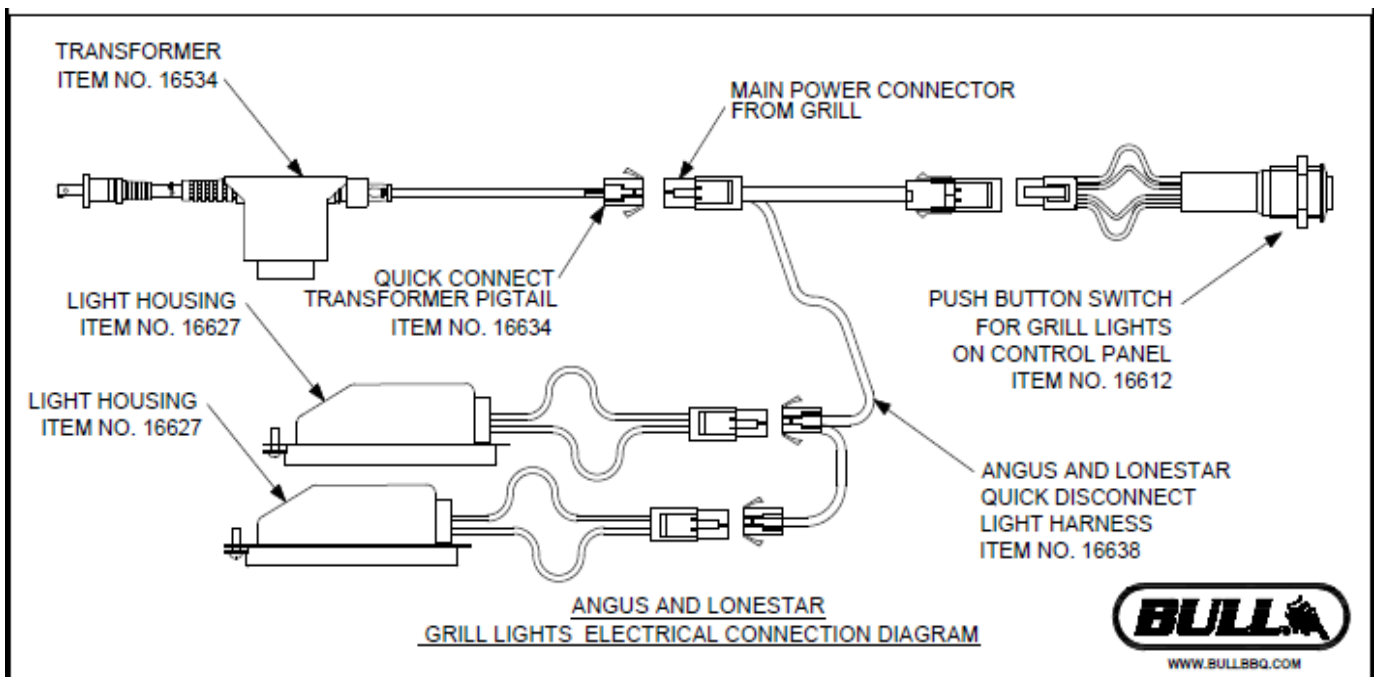 TRANSFORMER
ITEM NO. 16534
MAIN POWER CONNECTOR
FROM GRILL
QUICK CONNECT
TRANSFORMER PIGTAIL
ITEM NO. 16634
LIGHT HOUSING
ITEM NO. 16627
PUSH BUTTON SWITCH
FOR GRILL LIGHTS
ON CONTROL PANEL
ITEM NO. 16612
LIGHT HOUSING
ITEM NO. 16627
ANGUS AND LONESTAR
QUICK DISCONNECT
LIGHT HARNESS
ITEM NO. 16638
ANGUS AND LONESTAR
GRILL LIGHTS ELECTRICAL CONNECTION DIAGRAM
BULL
WWW.BULLBBQ.COM